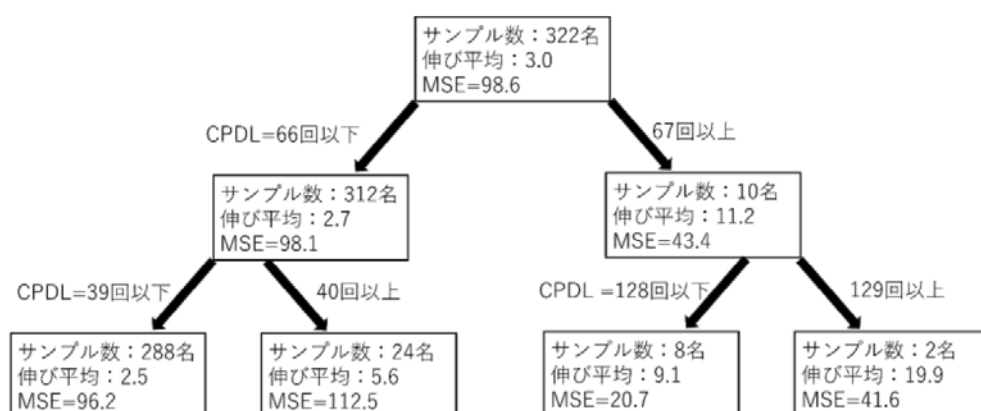 サンプル数：322名
伸び平均：3.0
MSE=98.6
CPDL=66回以下
67回以上
サンプル数：312名
伸び平均：2.7
MSE=98.1
サンプル数：10名
伸び平均：11.2
MSE=43.4
CPDL=39回以下
40回以上
CPDL =128回以下
129回以上
サンプル数：288名
伸び平均：2.5
MSE=96.2
サンプル数：24名
伸び平均：5.6
MSE=112.5
サンプル数：8名
伸び平均：9.1
MSE=20.7
サンプル数：2名
伸び平均：19.9
MSE=41.6